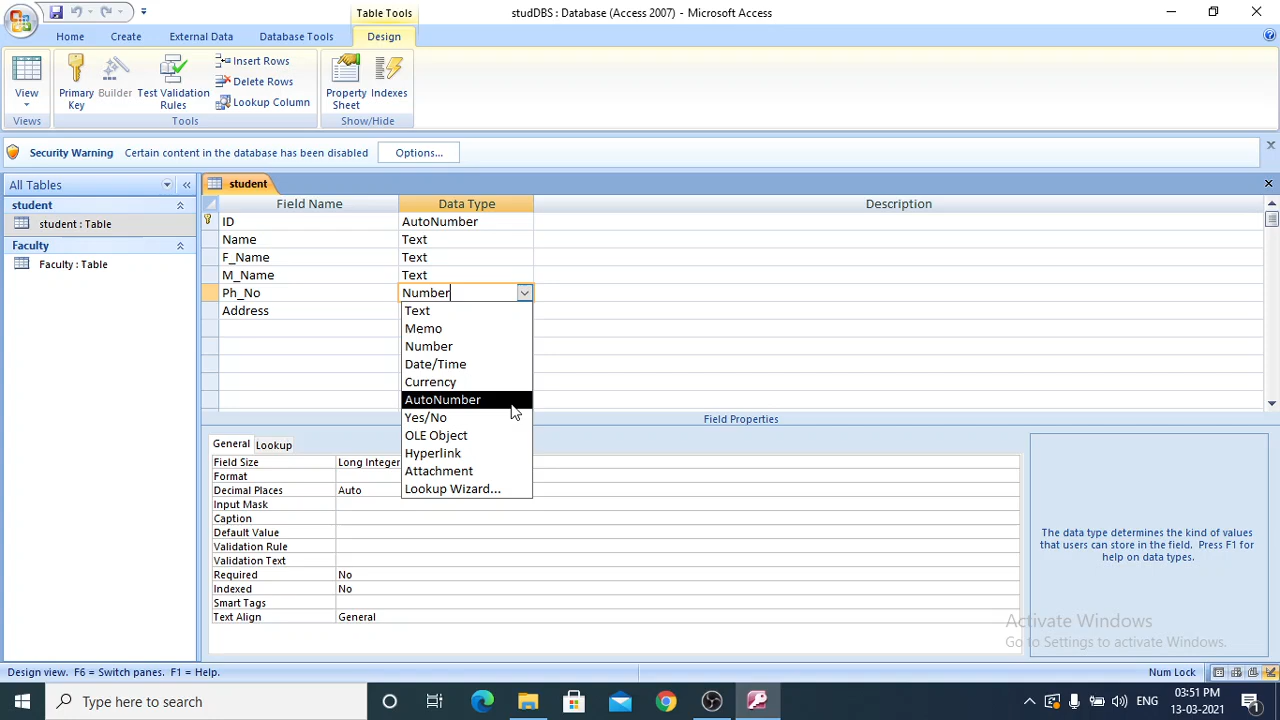 studDBS : Database (Access 2007) - Microsoft Access
Table Tools
Home Create External Data Database Tools Design
View
Primary Key
Builder
Test Validation Rules
Insert Rows
Delete Rows
Lookup Column
Property Sheet
Indexes
Views Tools Show/Hide
Security Warning Certain content in the database has been disabled Options...
All Tables
student
student : Table
Faculty
Faculty : Table
student
Field Name Data Type Description
ID AutoNumber
Name Text
F_Name Text
M_Name Text
Ph_No Number
Address
Text
Memo
Number
Date/Time
Currency
AutoNumber
Yes/No
OLE Object
Hyperlink
Attachment
Lookup Wizard...
Field Properties
General Lookup
Field Size Long Integer
Format
Decimal Places Auto
Input Mask
Caption
Default Value
Validation Rule
Validation Text
Required No
Indexed No
Smart Tags
Text Align General
The data type determines the kind of values
that users can store in the field. Press F1 for
help on data types.
Activate Windows
Go to Settings to activate Windows.
Design view. F6 = Switch panes. F1 = Help.
Num Lock
Type here to search
ENG
03:51 PM
13-03-2021
1